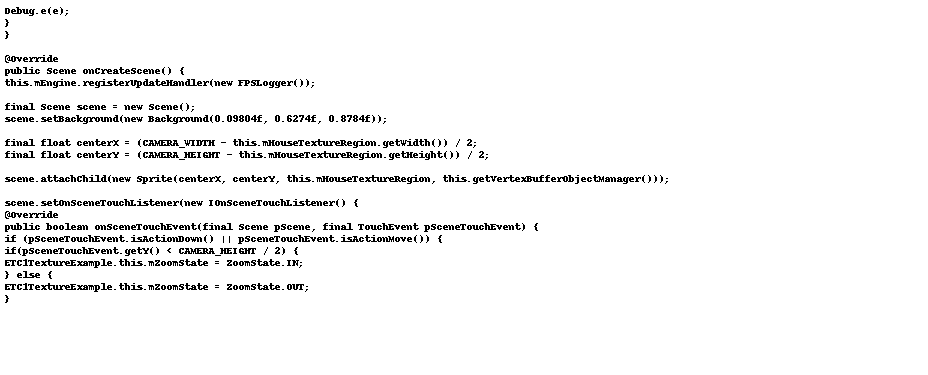 Debug.e(e);
}
}
@Override
public Scene onCreateScene() {
this.mEngine.registerUpdateHandler(new FPSLogger());
final Scene scene = new Scene();
scene.setBackground(new Background(0.09804f, 0.6274f, 0.8784f));
final float centerX = (CAMERA_WIDTH - this.mHouseTextureRegion.getWidth()) / 2;
final float centerY = (CAMERA_HEIGHT - this.mHouseTextureRegion.getHeight()) / 2;
scene.attachChild(new Sprite(centerX, centerY, this.mHouseTextureRegion, this.getVertexBufferObjectManager()));
scene.setOnSceneTouchListener(new IOnSceneTouchListener() {
@Override
public boolean onSceneTouchEvent(final Scene pScene, final TouchEvent pSceneTouchEvent) {
if (pSceneTouchEvent.isActionDown() || pSceneTouchEvent.isActionMove()) {
if(pSceneTouchEvent.getY() < CAMERA_HEIGHT / 2) {
ETC1TextureExample.this.mZoomState = ZoomState.IN;
} else {
ETC1TextureExample.this.mZoomState = ZoomState.OUT;
}